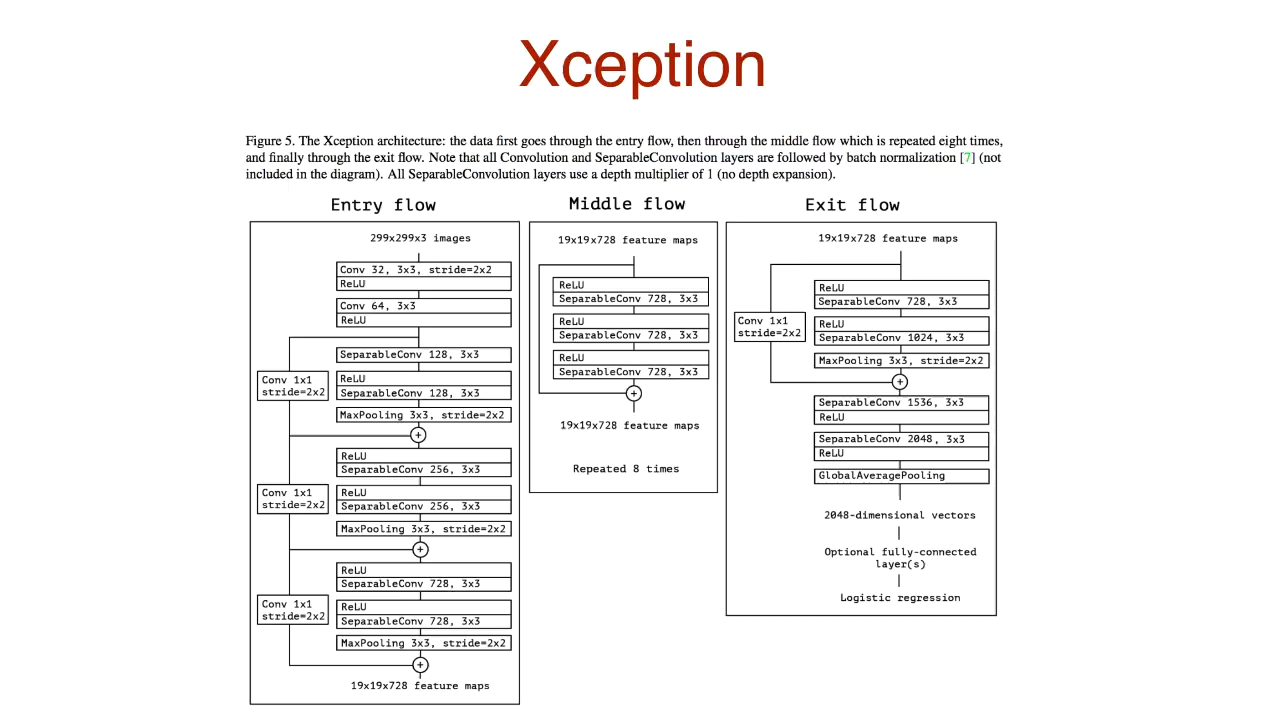 Xception
Figure 5. The Xception architecture: the data first goes through the entry flow, then through the middle flow which is repeated eight times,
and finally through the exit flow. Note that all Convolution and SeparableConvolution layers are followed by batch normalization [7] (not
included in the diagram). All SeparableConvolution layers use a depth multiplier of 1 (no depth expansion).
Entry flow
299x299x3 images
Conv 32, 3x3, stride=2x2
ReLU
Conv 64, 3x3
ReLU
SeparableConv 128, 3x3
Conv 1x1
stride=2x2
ReLU
SeparableConv 128, 3x3
MaxPooling 3x3, stride=2x2
+
ReLU
SeparableConv 256, 3x3
Conv 1x1
stride=2x2
ReLU
SeparableConv 256, 3x3
MaxPooling 3x3, stride=2x2
+
ReLU
SeparableConv 728, 3x3
Conv 1x1
stride=2x2
ReLU
SeparableConv 728, 3x3
MaxPooling 3x3, stride=2x2
+
19x19x728 feature maps
Middle flow
19x19x728 feature maps
ReLU
SeparableConv 728, 3x3
ReLU
SeparableConv 728, 3x3
ReLU
SeparableConv 728, 3x3
+
19x19x728 feature maps
Repeated 8 times
Exit flow
19x19x728 feature maps
ReLU
SeparableConv 728, 3x3
Conv 1x1
stride=2x2
ReLU
SeparableConv 1024, 3x3
MaxPooling 3x3, stride=2x2
+
SeparableConv 1536, 3x3
ReLU
SeparableConv 2048, 3x3
ReLU
GlobalAveragePooling
2048-dimensional vectors
Optional fully-connected
layer(s)
Logistic regression